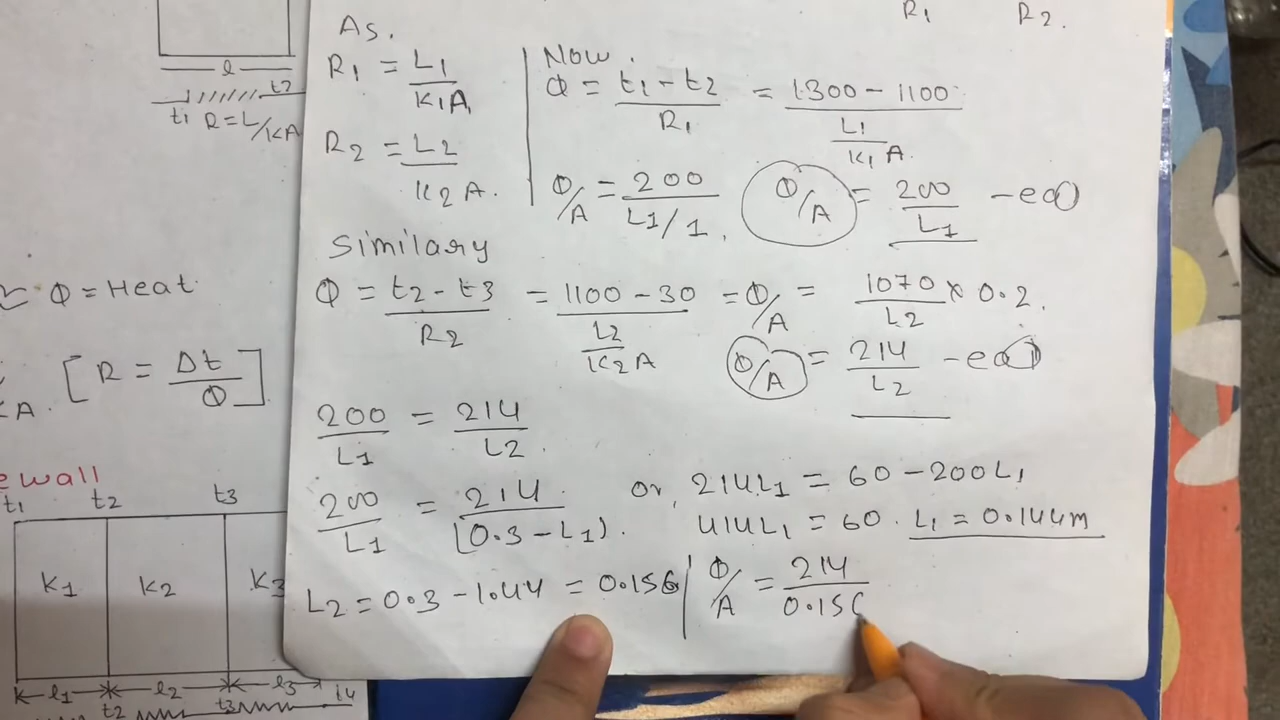 R1 R2.
As.
R1 = L1/K1A
R2 = L2/K2A.
Now.
Φ = t1 - t2/R1 = 1300 - 1100/L1/K1A.
Φ/A = 200/L1/1. Φ/A = 200/L1 - eq①
Similary
Φ = t2 - t3/R2 = 1100 - 30/L2/K2A = Φ/A = 1070/L2 × 0.2.
Φ/A = 214/L2 - eq
200/L1 = 214/L2.
200/L1 = 214/(0.3 - L1). or, 214L1 = 60 - 200L1
414L1 = 60. L1 = 0.144m
L2 = 0.3 - 1.44 = 0.156 Φ/A = 214/0.156
l
t1 t2
R = L/KA
Φ = Heat
KA. [R = Δt/Φ]
e wall
t1 t2 t3
K1 K2 K3
l1 l2 l3
t2 t3 t4